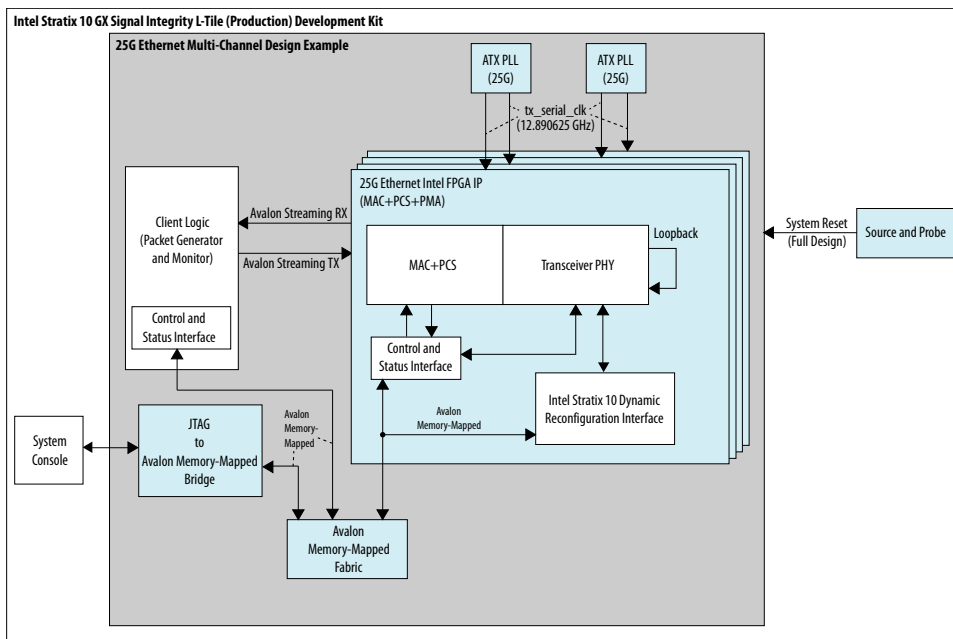 Intel Stratix 10 GX Signal Integrity L-Tile (Production) Development Kit
25G Ethernet Multi-Channel Design Example
ATX PLL
(25G)
ATX PLL
(25G)
tx_serial_clk
(12.890625 GHz)
25G Ethernet Intel FPGA IP
(MAC+PCS+PMA)
Client Logic
(Packet Generator
and Monitor)
Avalon Streaming RX
Avalon Streaming TX
Control and
Status Interface
MAC+PCS
Transceiver PHY
Loopback
System Reset
(Full Design)
Source and Probe
Control and
Status Interface
Intel Stratix 10 Dynamic
Reconfiguration Interface
Avalon
Memory-Mapped
System
Console
JTAG
to
Avalon Memory-Mapped
Bridge
Avalon
Memory-
Mapped
Avalon
Memory-Mapped
Fabric